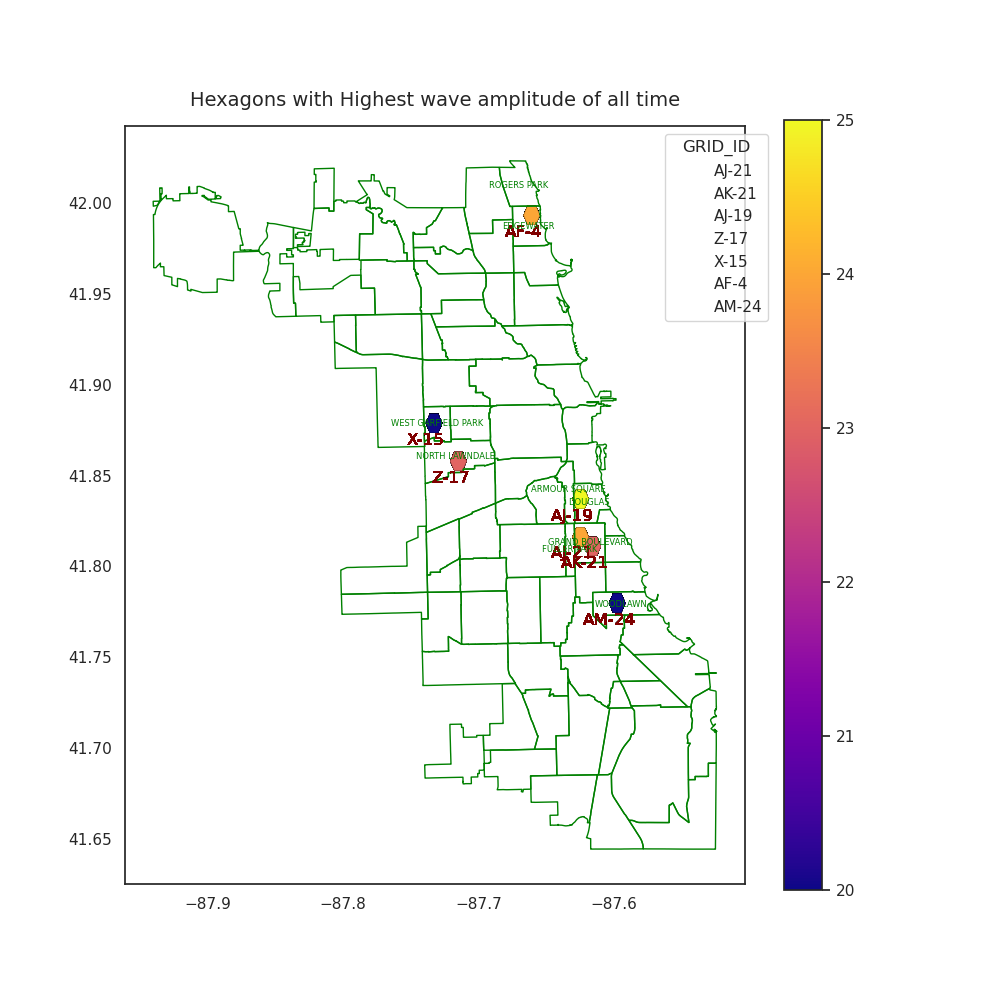 Hexagons with Highest wave amplitude of all time
GRID_ID
AJ-21
AK-21
AJ-19
Z-17
X-15
AF-4
AM-24
ROGERS PARK
EDGEWATER
AF-4
WEST GARFIELD PARK
X-15
NORTH LAWNDALE
Z-17
ARMOUR SQUARE
DOUGLAS
AJ-19
GRAND BOULEVARD
AJ-21
AK-21
WOODLAWN
AM-24
42.00
41.95
41.90
41.85
41.80
41.75
41.70
41.65
−87.9
−87.8
−87.7
−87.6
25
24
23
22
21
20